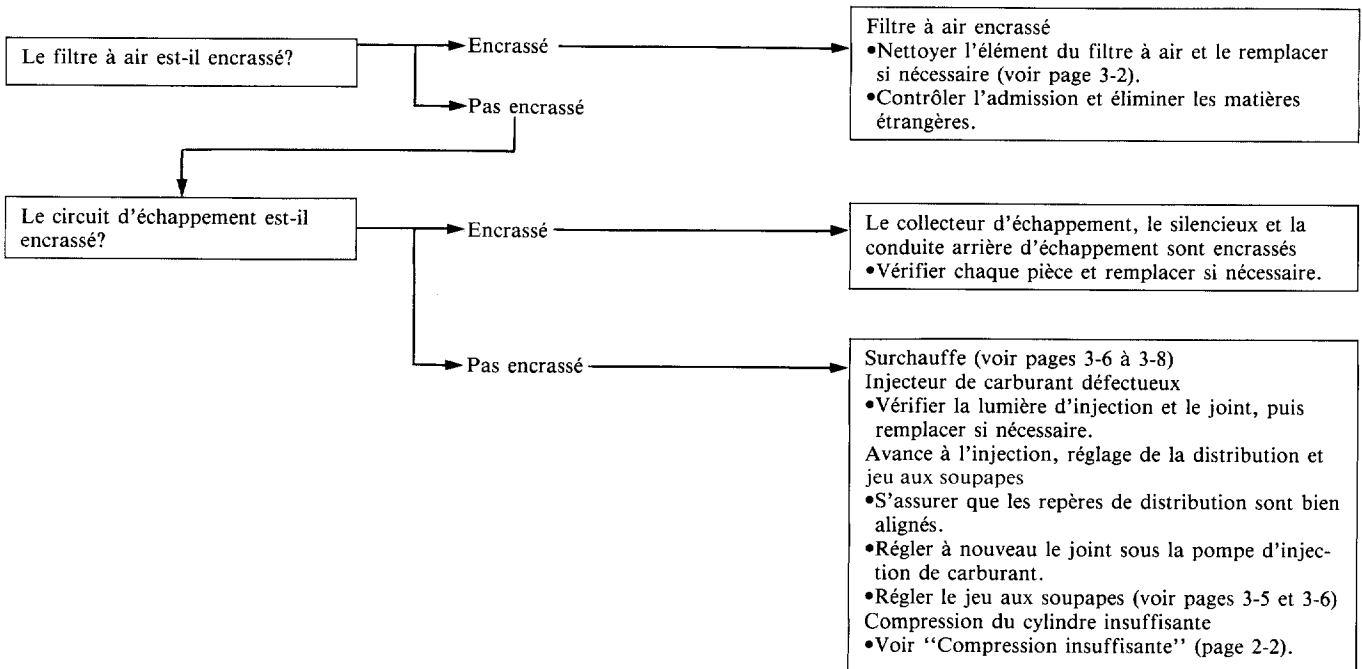 Le filtre à air est-il encrassé?
Encrassé
Filtre à air encrassé
•Nettoyer l'élément du filtre à air et le remplacer
si nécessaire (voir page 3-2).
•Contrôler l'admission et éliminer les matières
étrangères.
Pas encrassé
Le circuit d'échappement est-il
encrassé?
Encrassé
Le collecteur d'échappement, le silencieux et la
conduite arrière d'échappement sont encrassés
•Vérifier chaque pièce et remplacer si nécessaire.
Pas encrassé
Surchauffe (voir pages 3-6 à 3-8)
Injecteur de carburant défectueux
•Vérifier la lumière d'injection et le joint, puis
remplacer si nécessaire.
Avance à l'injection, réglage de la distribution et
jeu aux soupapes
•S'assurer que les repères de distribution sont bien
alignés.
•Régler à nouveau le joint sous la pompe d'injec-
tion de carburant.
•Régler le jeu aux soupapes (voir pages 3-5 et 3-6)
Compression du cylindre insuffisante
•Voir ‘‘Compression insuffisante’’ (page 2-2).